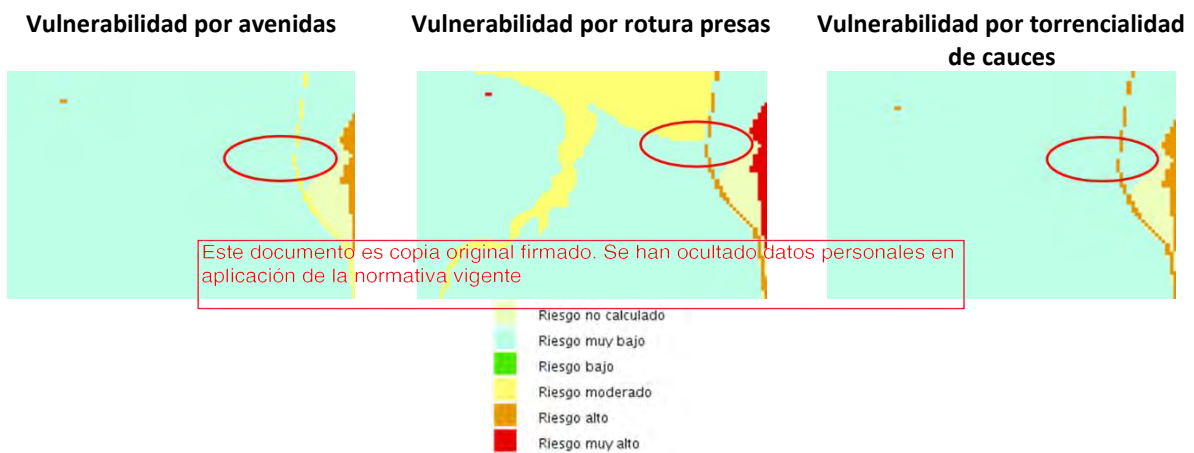 Vulnerabilidad por avenidas
Vulnerabilidad por rotura presas
Vulnerabilidad por torrencialidad
de cauces
Este documento es copia original firmado. Se han ocultado datos personales en
aplicación de la normativa vigente
Riesgo no calculado
Riesgo muy bajo
Riesgo bajo
Riesgo moderado
Riesgo alto
Riesgo muy alto